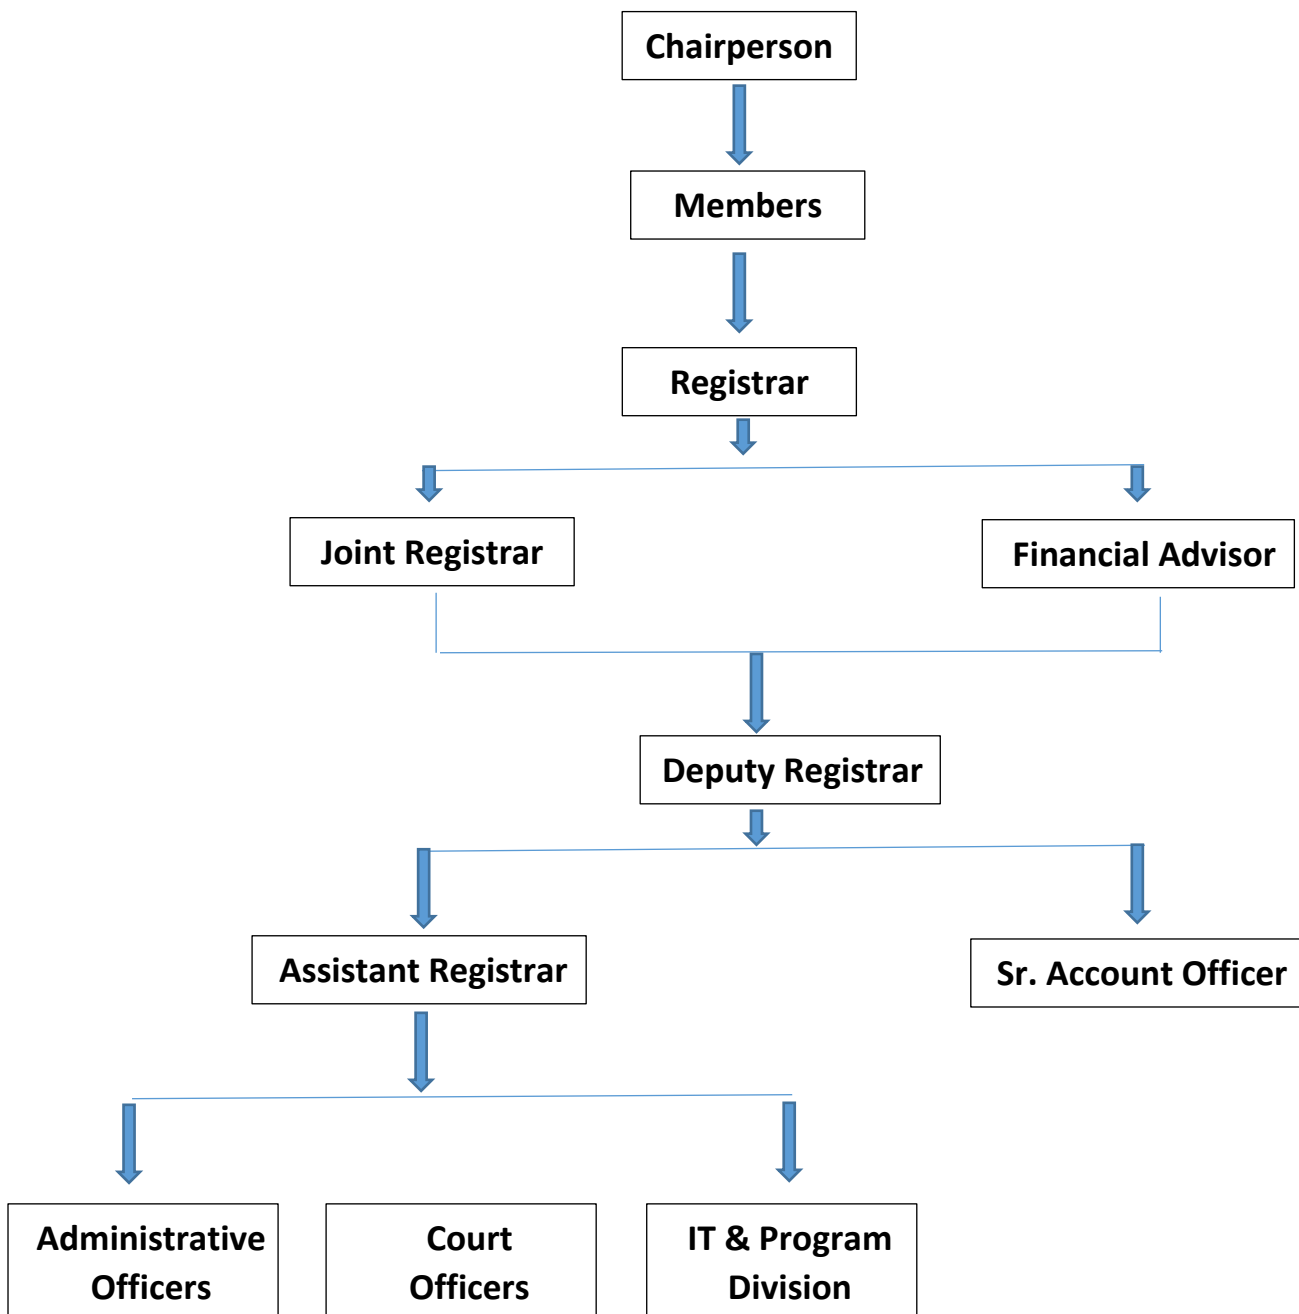 Chairperson
Members
Registrar
Joint Registrar
Financial Advisor
Deputy Registrar
Assistant Registrar
Sr. Account Officer
Administrative
Officers
Court
Officers
IT & Program
Division